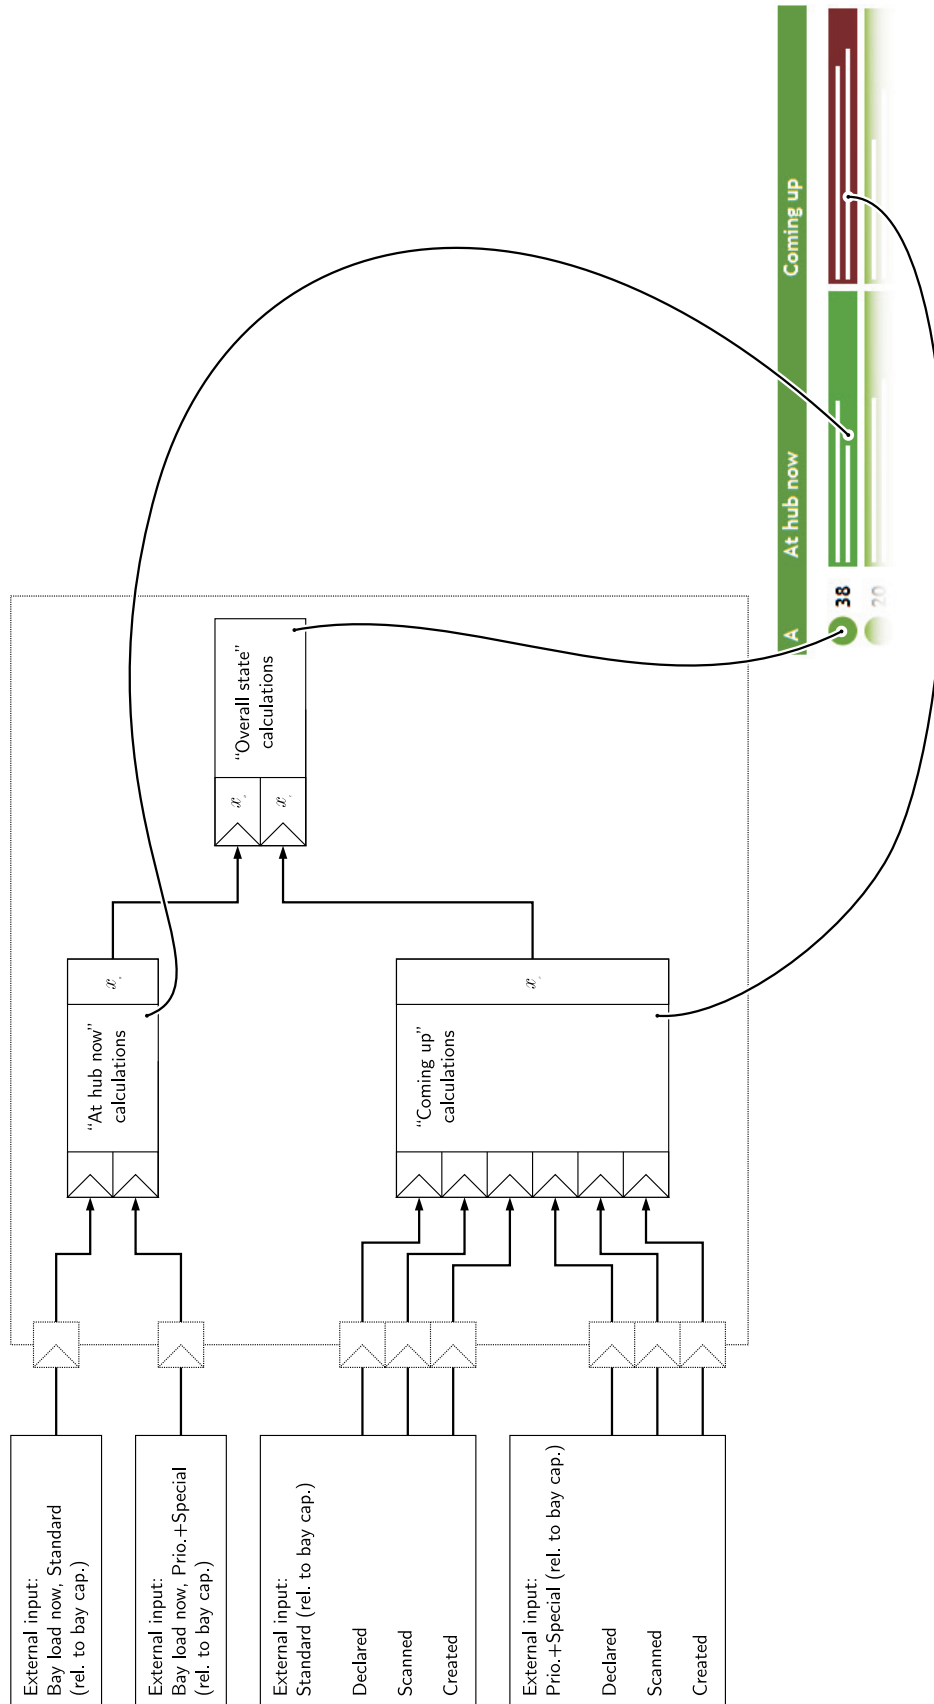 External input:
Bay load now, Standard
(rel. to bay cap.)
External input:
Bay load now, Prio.+Special
(rel. to bay cap.)
External input:
Standard (rel. to bay cap.)
Declared
Scanned
Created
External input:
Prio.+Special (rel. to bay cap.)
Declared
Scanned
Created
“At hub now”
calculations
x
“Coming up”
calculations
x
x
x
“Overall state”
calculations
A At hub now Coming up
38
20